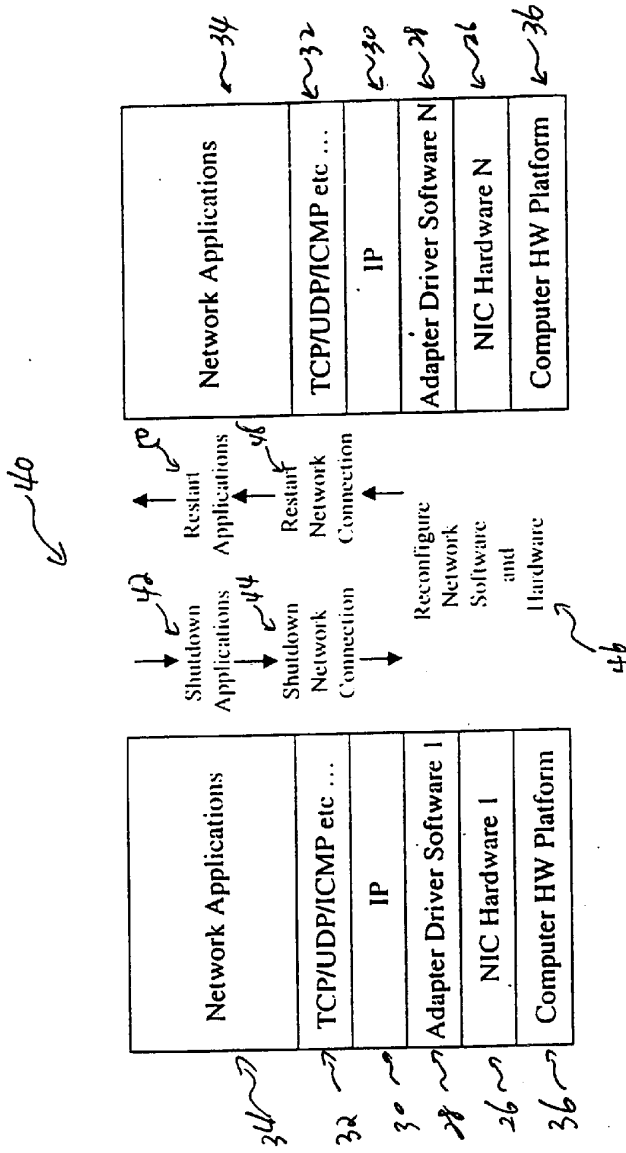 40
34
32
30
28
26
36
Network Applications
TCP/UDP/ICMP etc ...
IP
Adapter Driver Software 1
NIC Hardware 1
Computer HW Platform
42
Shutdown
Applications
44
Shutdown
Network
Connection
50
Restart
Applications
48
Restart
Network
Connection
Reconfigure
Network
Software
and
Hardware
46
Network Applications
TCP/UDP/ICMP etc ...
IP
Adapter Driver Software N
NIC Hardware N
Computer HW Platform
34
32
30
28
26
36